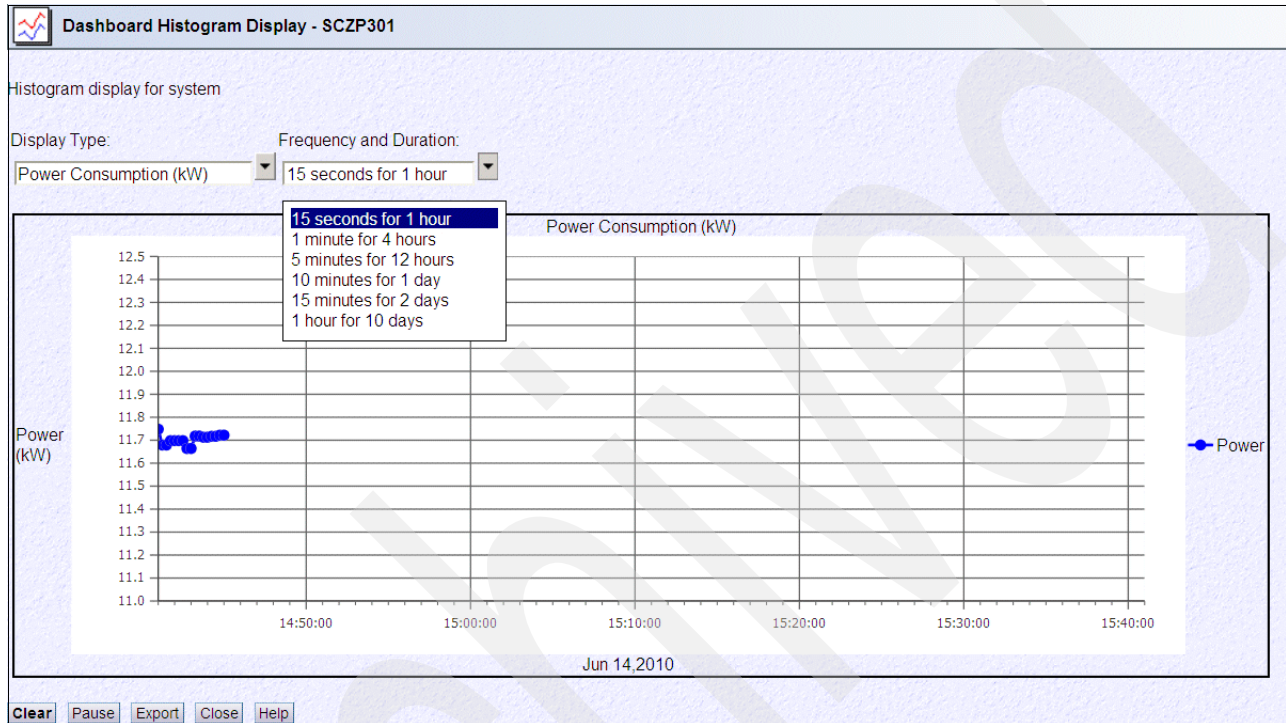 Dashboard Histogram Display - SCZP301
Histogram display for system
Display Type:
Frequency and Duration:
Power Consumption (kW)
15 seconds for 1 hour
15 seconds for 1 hour
1 minute for 4 hours
5 minutes for 12 hours
10 minutes for 1 day
15 minutes for 2 days
1 hour for 10 days
Power Consumption (kW)
12.5
12.4
12.3
12.2
12.1
12.0
11.9
11.8
11.7
11.6
11.5
11.4
11.3
11.2
11.1
11.0
Power
(kW)
Power
14:50:00
15:00:00
15:10:00
15:20:00
15:30:00
15:40:00
Jun 14,2010
Clear
Pause
Export
Close
Help